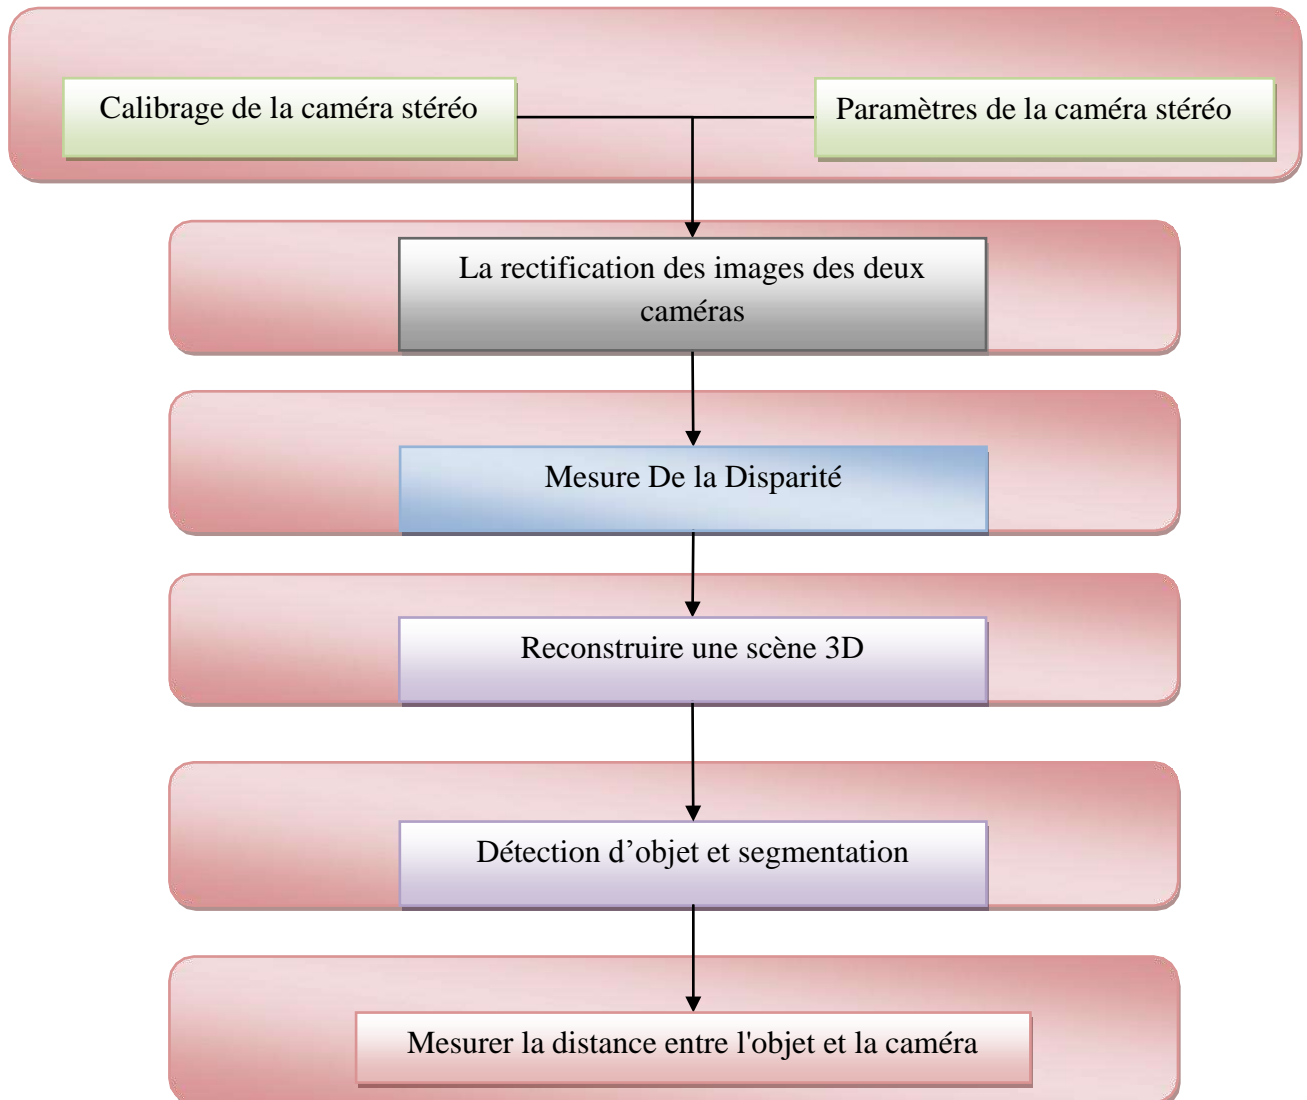 Calibrage de la caméra stéréo
Paramètres de la caméra stéréo
La rectification des images des deux
caméras
Mesure De la Disparité
Reconstruire une scène 3D
Détection d’objet et segmentation
Mesurer la distance entre l'objet et la caméra